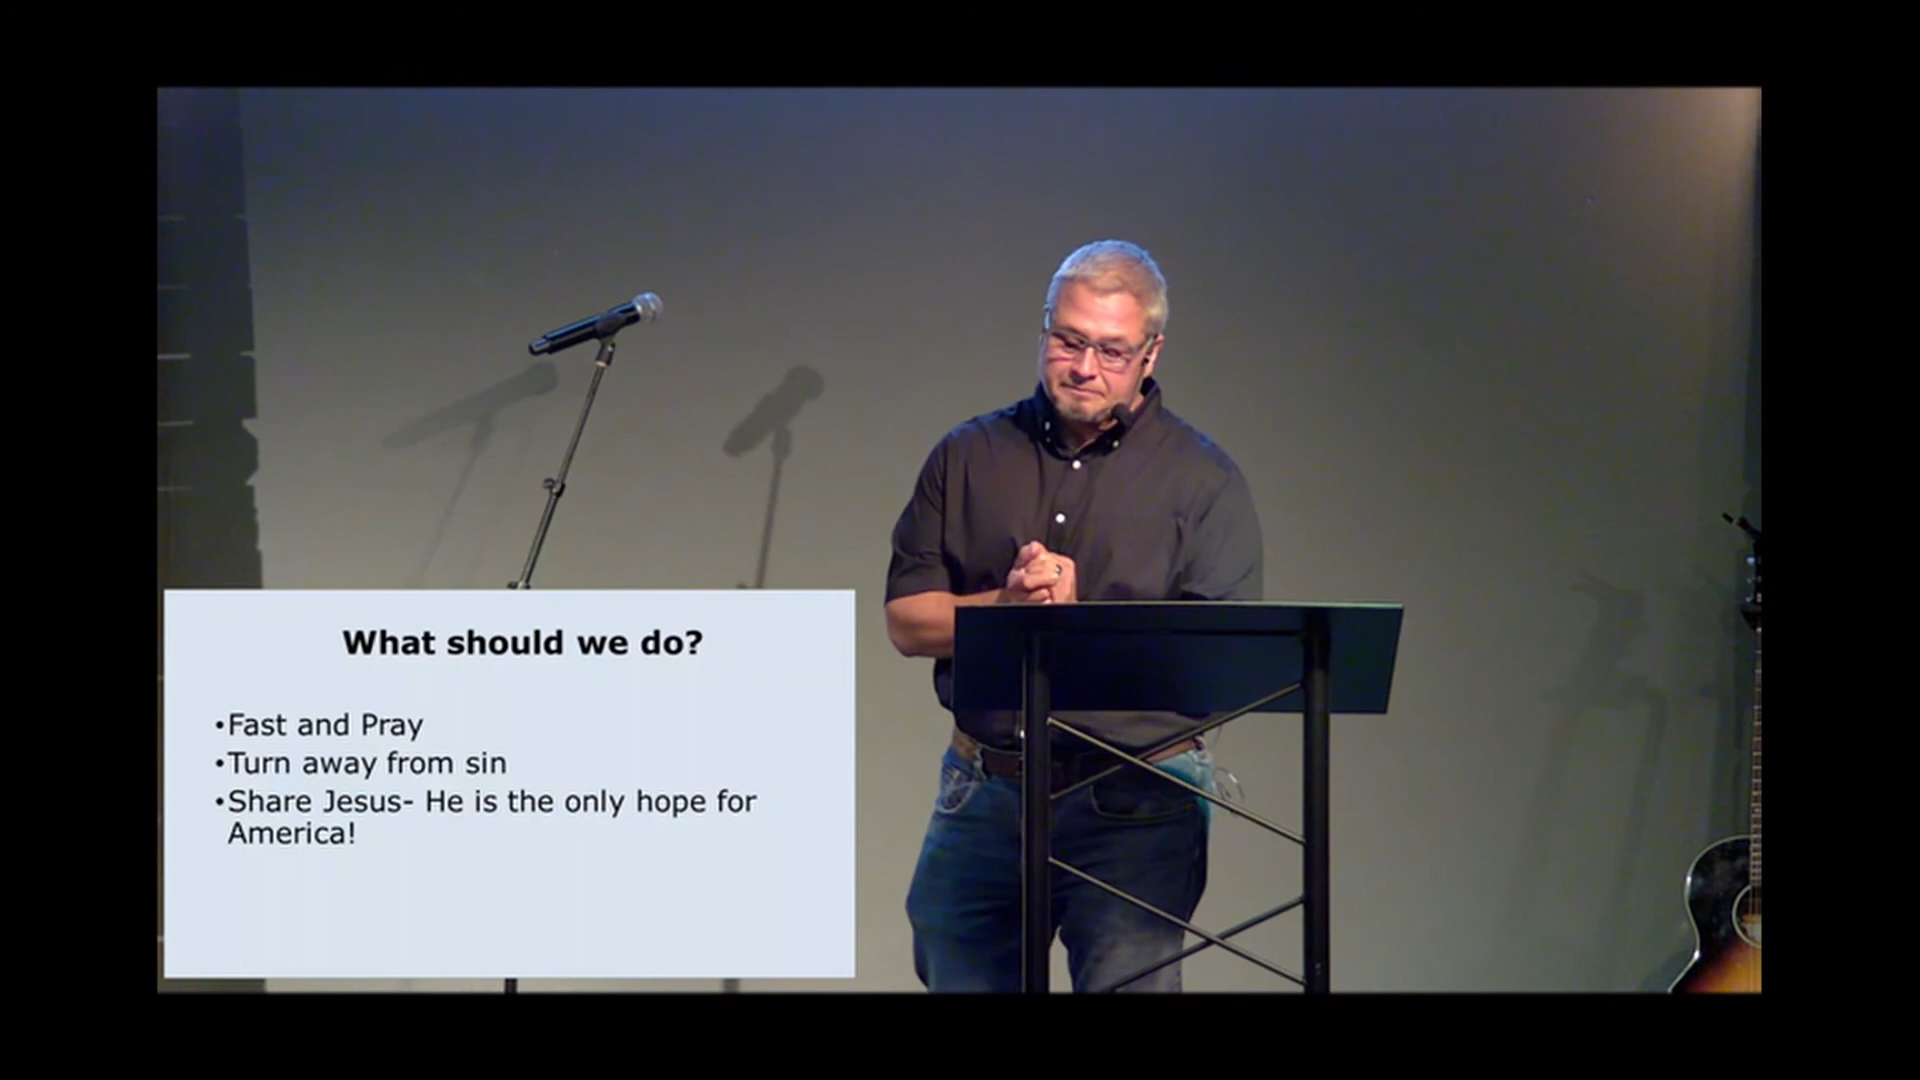 What should we do?
•Fast and Pray
•Turn away from sin
•Share Jesus- He is the only hope for
America!